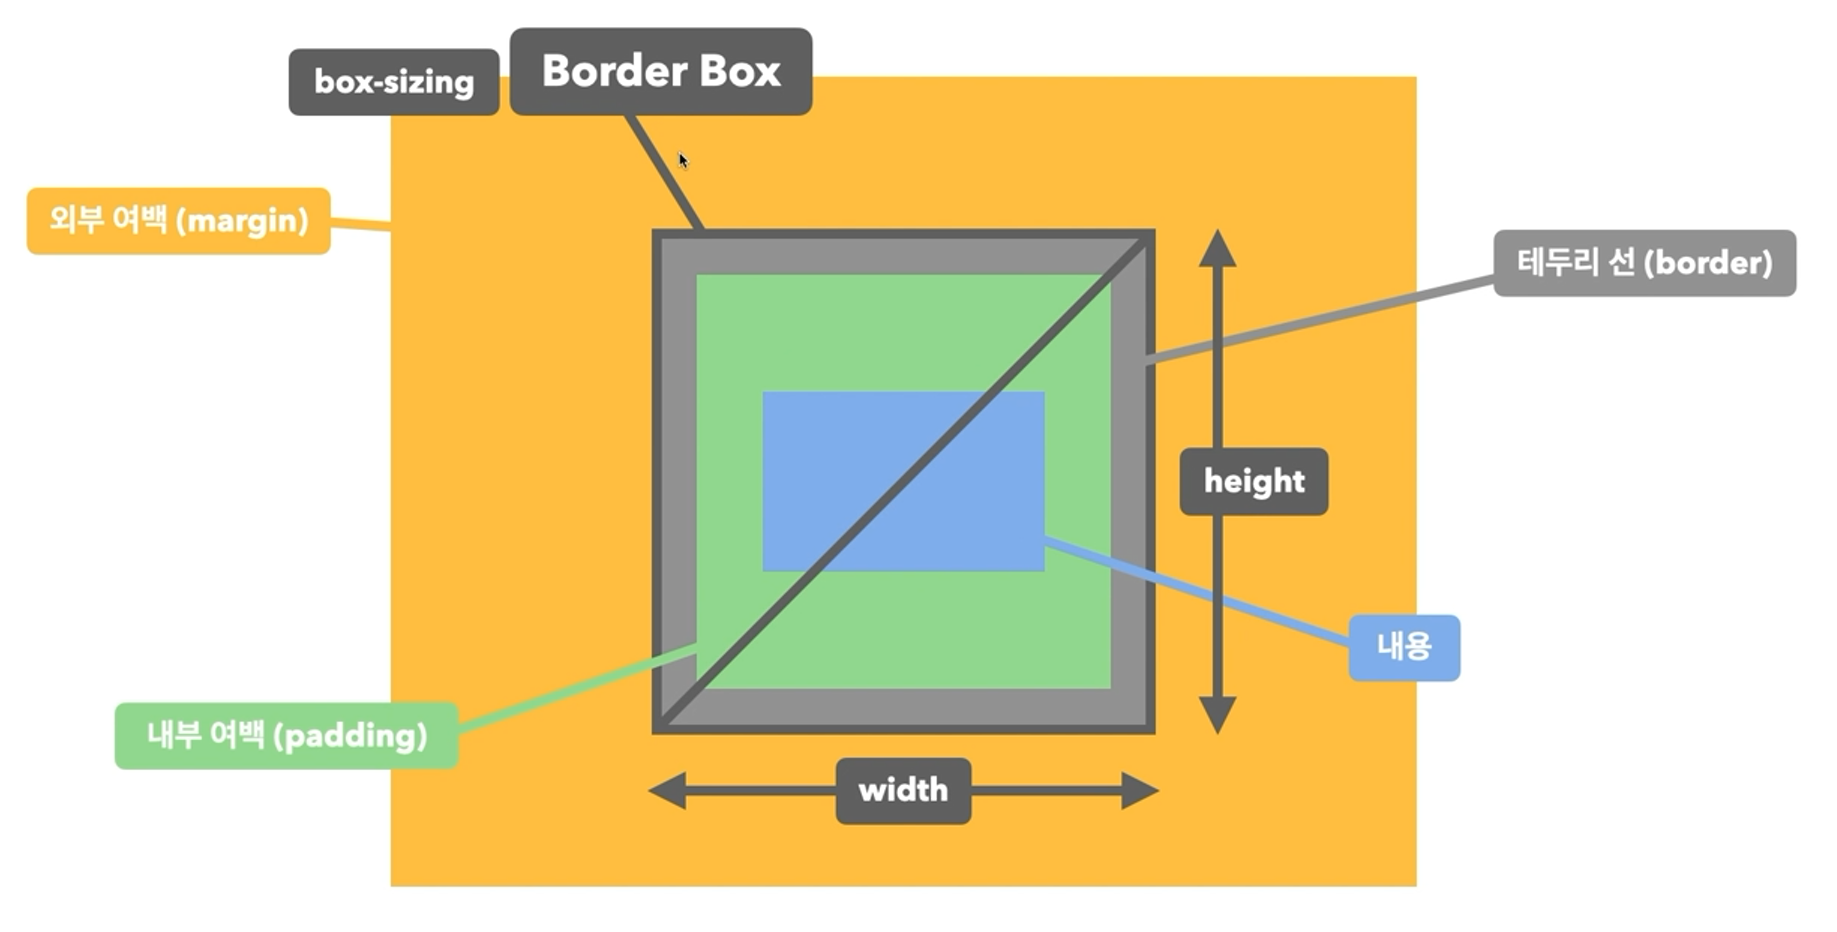 box-sizing
Border Box
외부 여백 (margin)
테두리 선 (border)
height
내용
내부 여백 (padding)
width